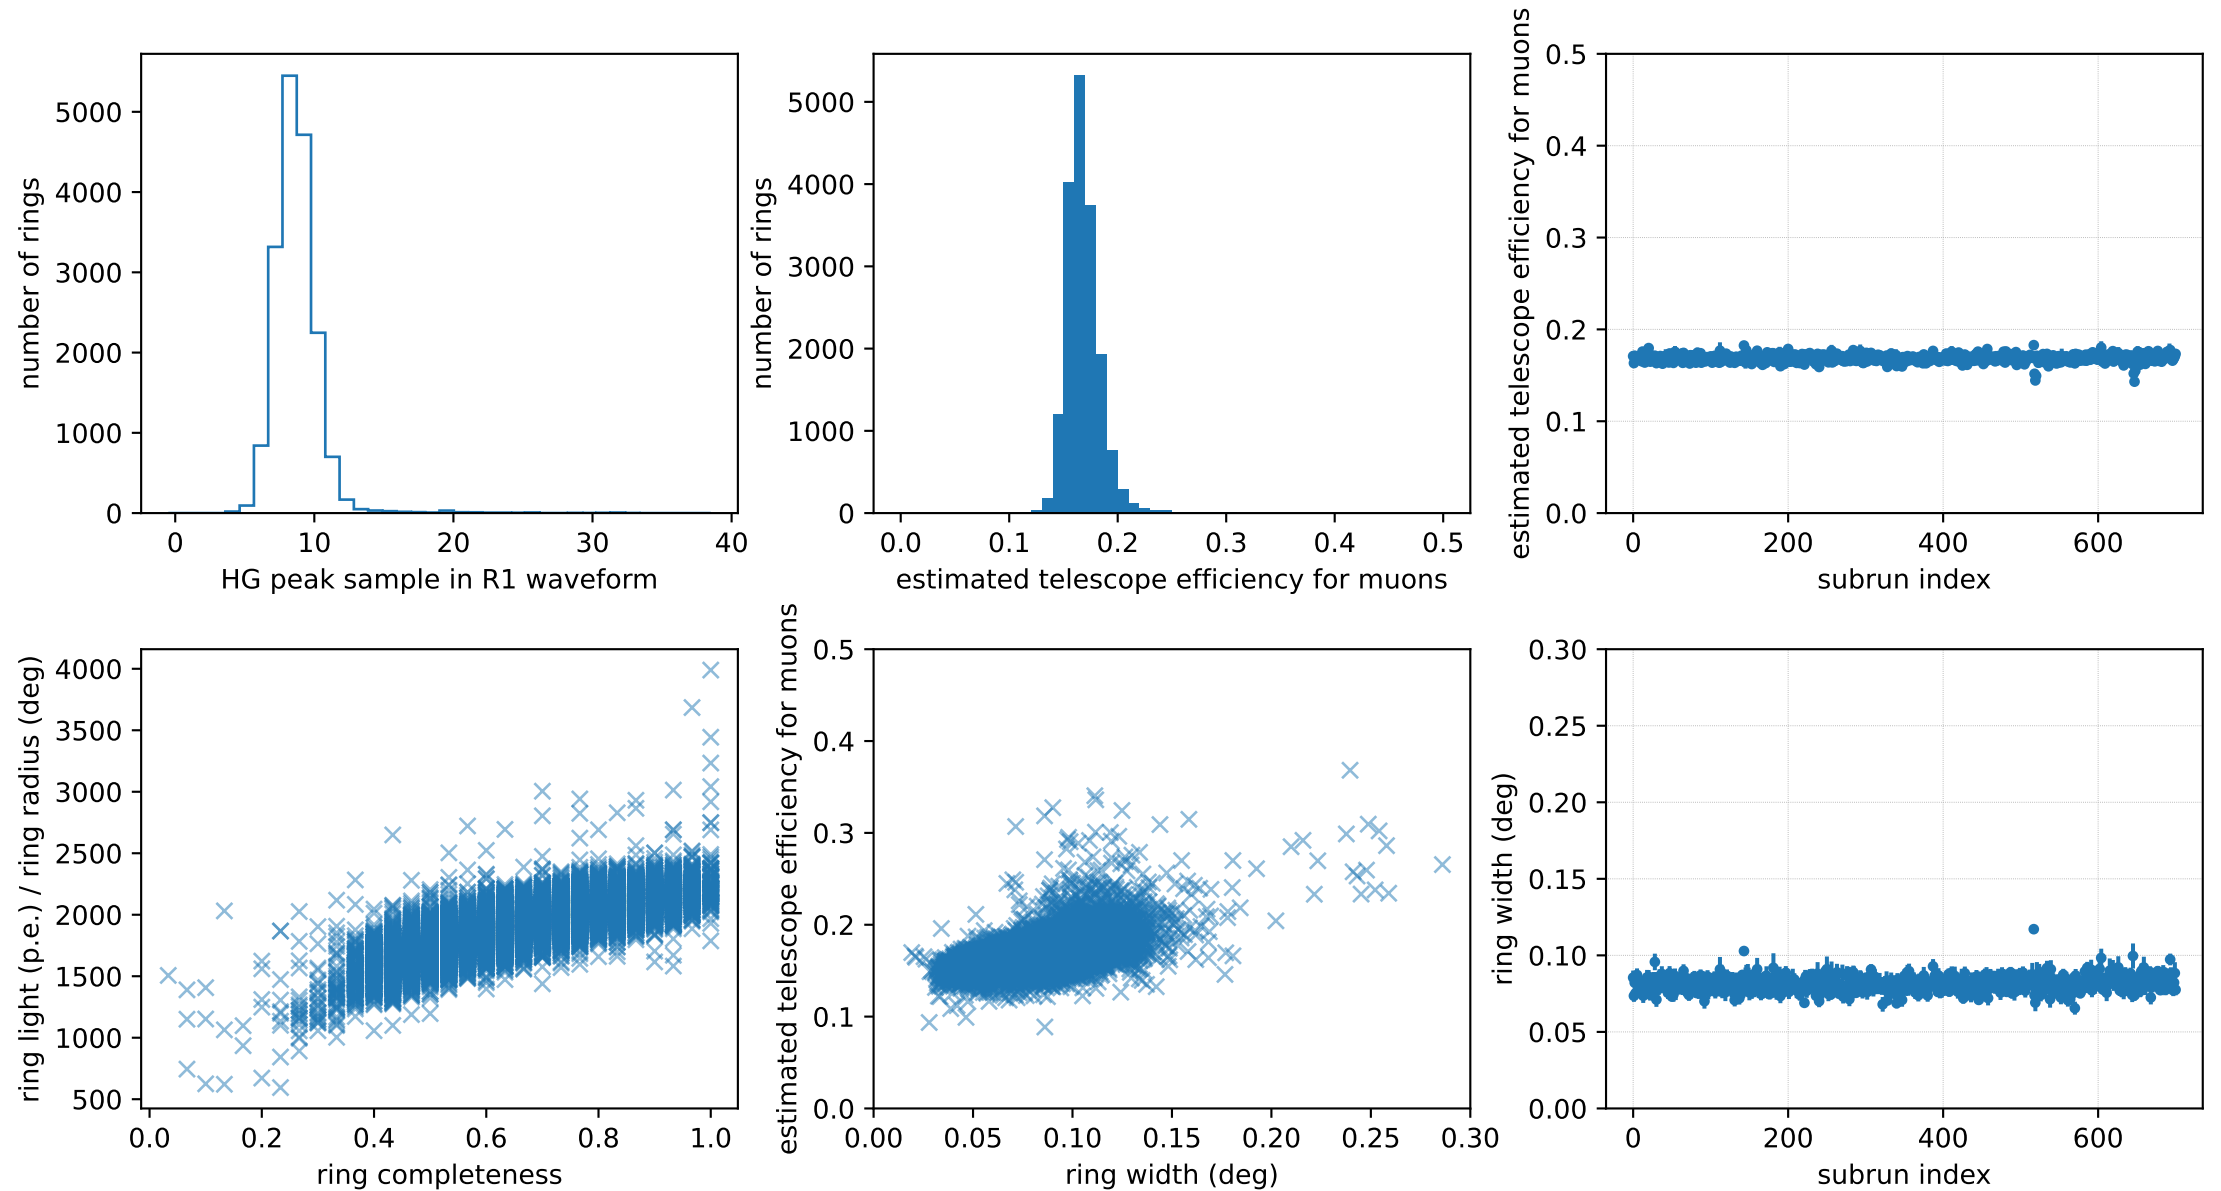 number of rings
5000
4000
3000
2000
1000
0
0 10 20 30 40
HG peak sample in R1 waveform
number of rings
5000
4000
3000
2000
1000
0
0.0 0.1 0.2 0.3 0.4 0.5
estimated telescope efficiency for muons
estimated telescope efficiency for muons
0.5
0.4
0.3
0.2
0.1
0.0
0 200 400 600
subrun index
ring light (p.e.) / ring radius (deg)
4000
3500
3000
2500
2000
1500
1000
500
0.0 0.2 0.4 0.6 0.8 1.0
ring completeness
estimated telescope efficiency for muons
0.5
0.4
0.3
0.2
0.1
0.0
0.00 0.05 0.10 0.15 0.20 0.25 0.30
ring width (deg)
ring width (deg)
0.30
0.25
0.20
0.15
0.10
0.05
0.00
0 200 400 600
subrun index